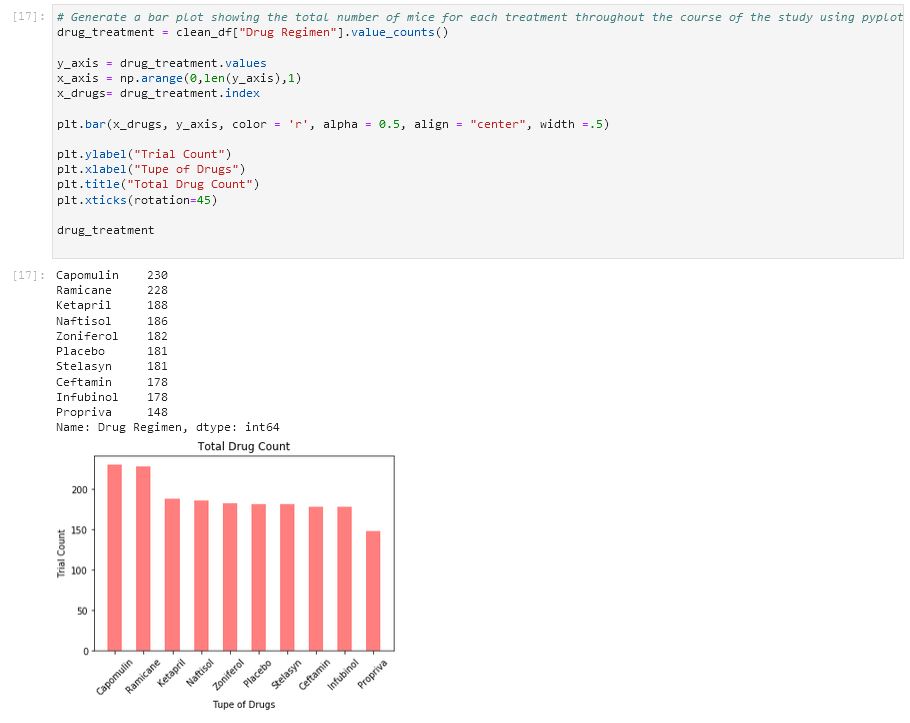 [17]: # Generate a bar plot showing the total number of mice for each treatment throughout the course of the study using pyplot
drug_treatment = clean_df["Drug Regimen"].value_counts()
y_axis = drug_treatment.values
x_axis = np.arange(0,len(y_axis),1)
x_drugs= drug_treatment.index
plt.bar(x_drugs, y_axis, color = 'r', alpha = 0.5, align = "center", width =.5)
plt.ylabel("Trial Count")
plt.xlabel("Tupe of Drugs")
plt.title("Total Drug Count")
plt.xticks(rotation=45)
drug_treatment
[17]: Capomulin 230
Ramicane 228
Ketapril 188
Naftisol 186
Zoniferol 182
Placebo 181
Stelasyn 181
Ceftamin 178
Infubinol 178
Propriva 148
Name: Drug Regimen, dtype: int64
Total Drug Count
Trial Count
200
150
100
50
0
Capomulin Ramicane Ketapril Naftisol Zoniferol Placebo Stelasyn Ceftamin Infubinol Propriva
Tupe of Drugs